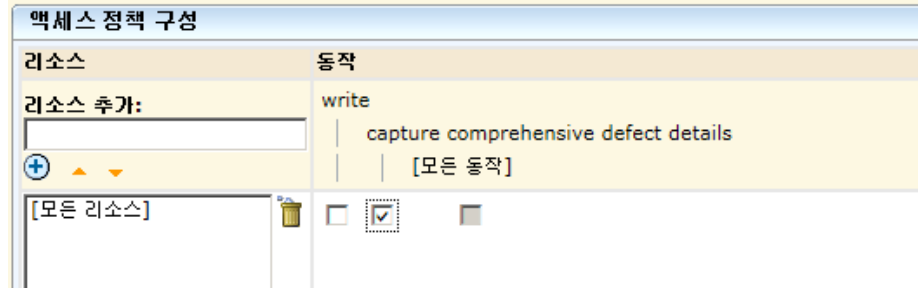 액세스 정책 구성
리소스 동작
리소스 추가: write
capture comprehensive defect details
[모든 동작]
[모든 리소스]